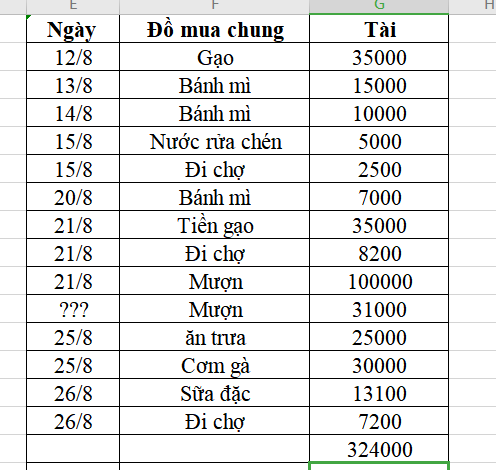 E F G H
Ngày Đồ mua chung Tài
12/8 Gạo 35000
13/8 Bánh mì 15000
14/8 Bánh mì 10000
15/8 Nước rửa chén 5000
15/8 Đi chợ 2500
20/8 Bánh mì 7000
21/8 Tiền gạo 35000
21/8 Đi chợ 8200
21/8 Mượn 100000
??? Mượn 31000
25/8 ăn trưa 25000
25/8 Cơm gà 30000
26/8 Sữa đặc 13100
26/8 Đi chợ 7200
324000